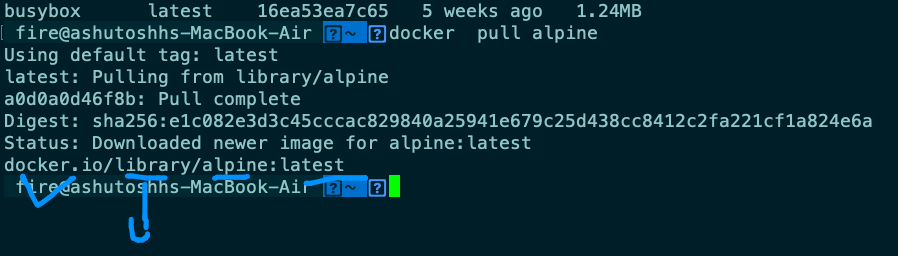 busybox latest 16ea53ea7c65 5 weeks ago 1.24MB
fire@ashutoshhs-MacBook-Air ? ~ ? docker pull alpine
Using default tag: latest
latest: Pulling from library/alpine
a0d0a0d46f8b: Pull complete
Digest: sha256:e1c082e3d3c45cccac829840a25941e679c25d438cc8412c2fa221cf1a824e6a
Status: Downloaded newer image for alpine:latest
docker.io/library/alpine:latest
fire@ashutoshhs-MacBook-Air ? ~ ?